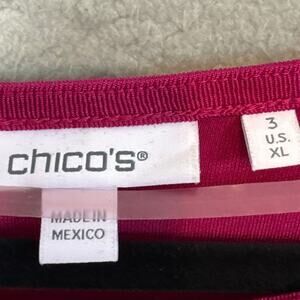 chico's®
3
U.S.
XL
MADE IN
MEXICO